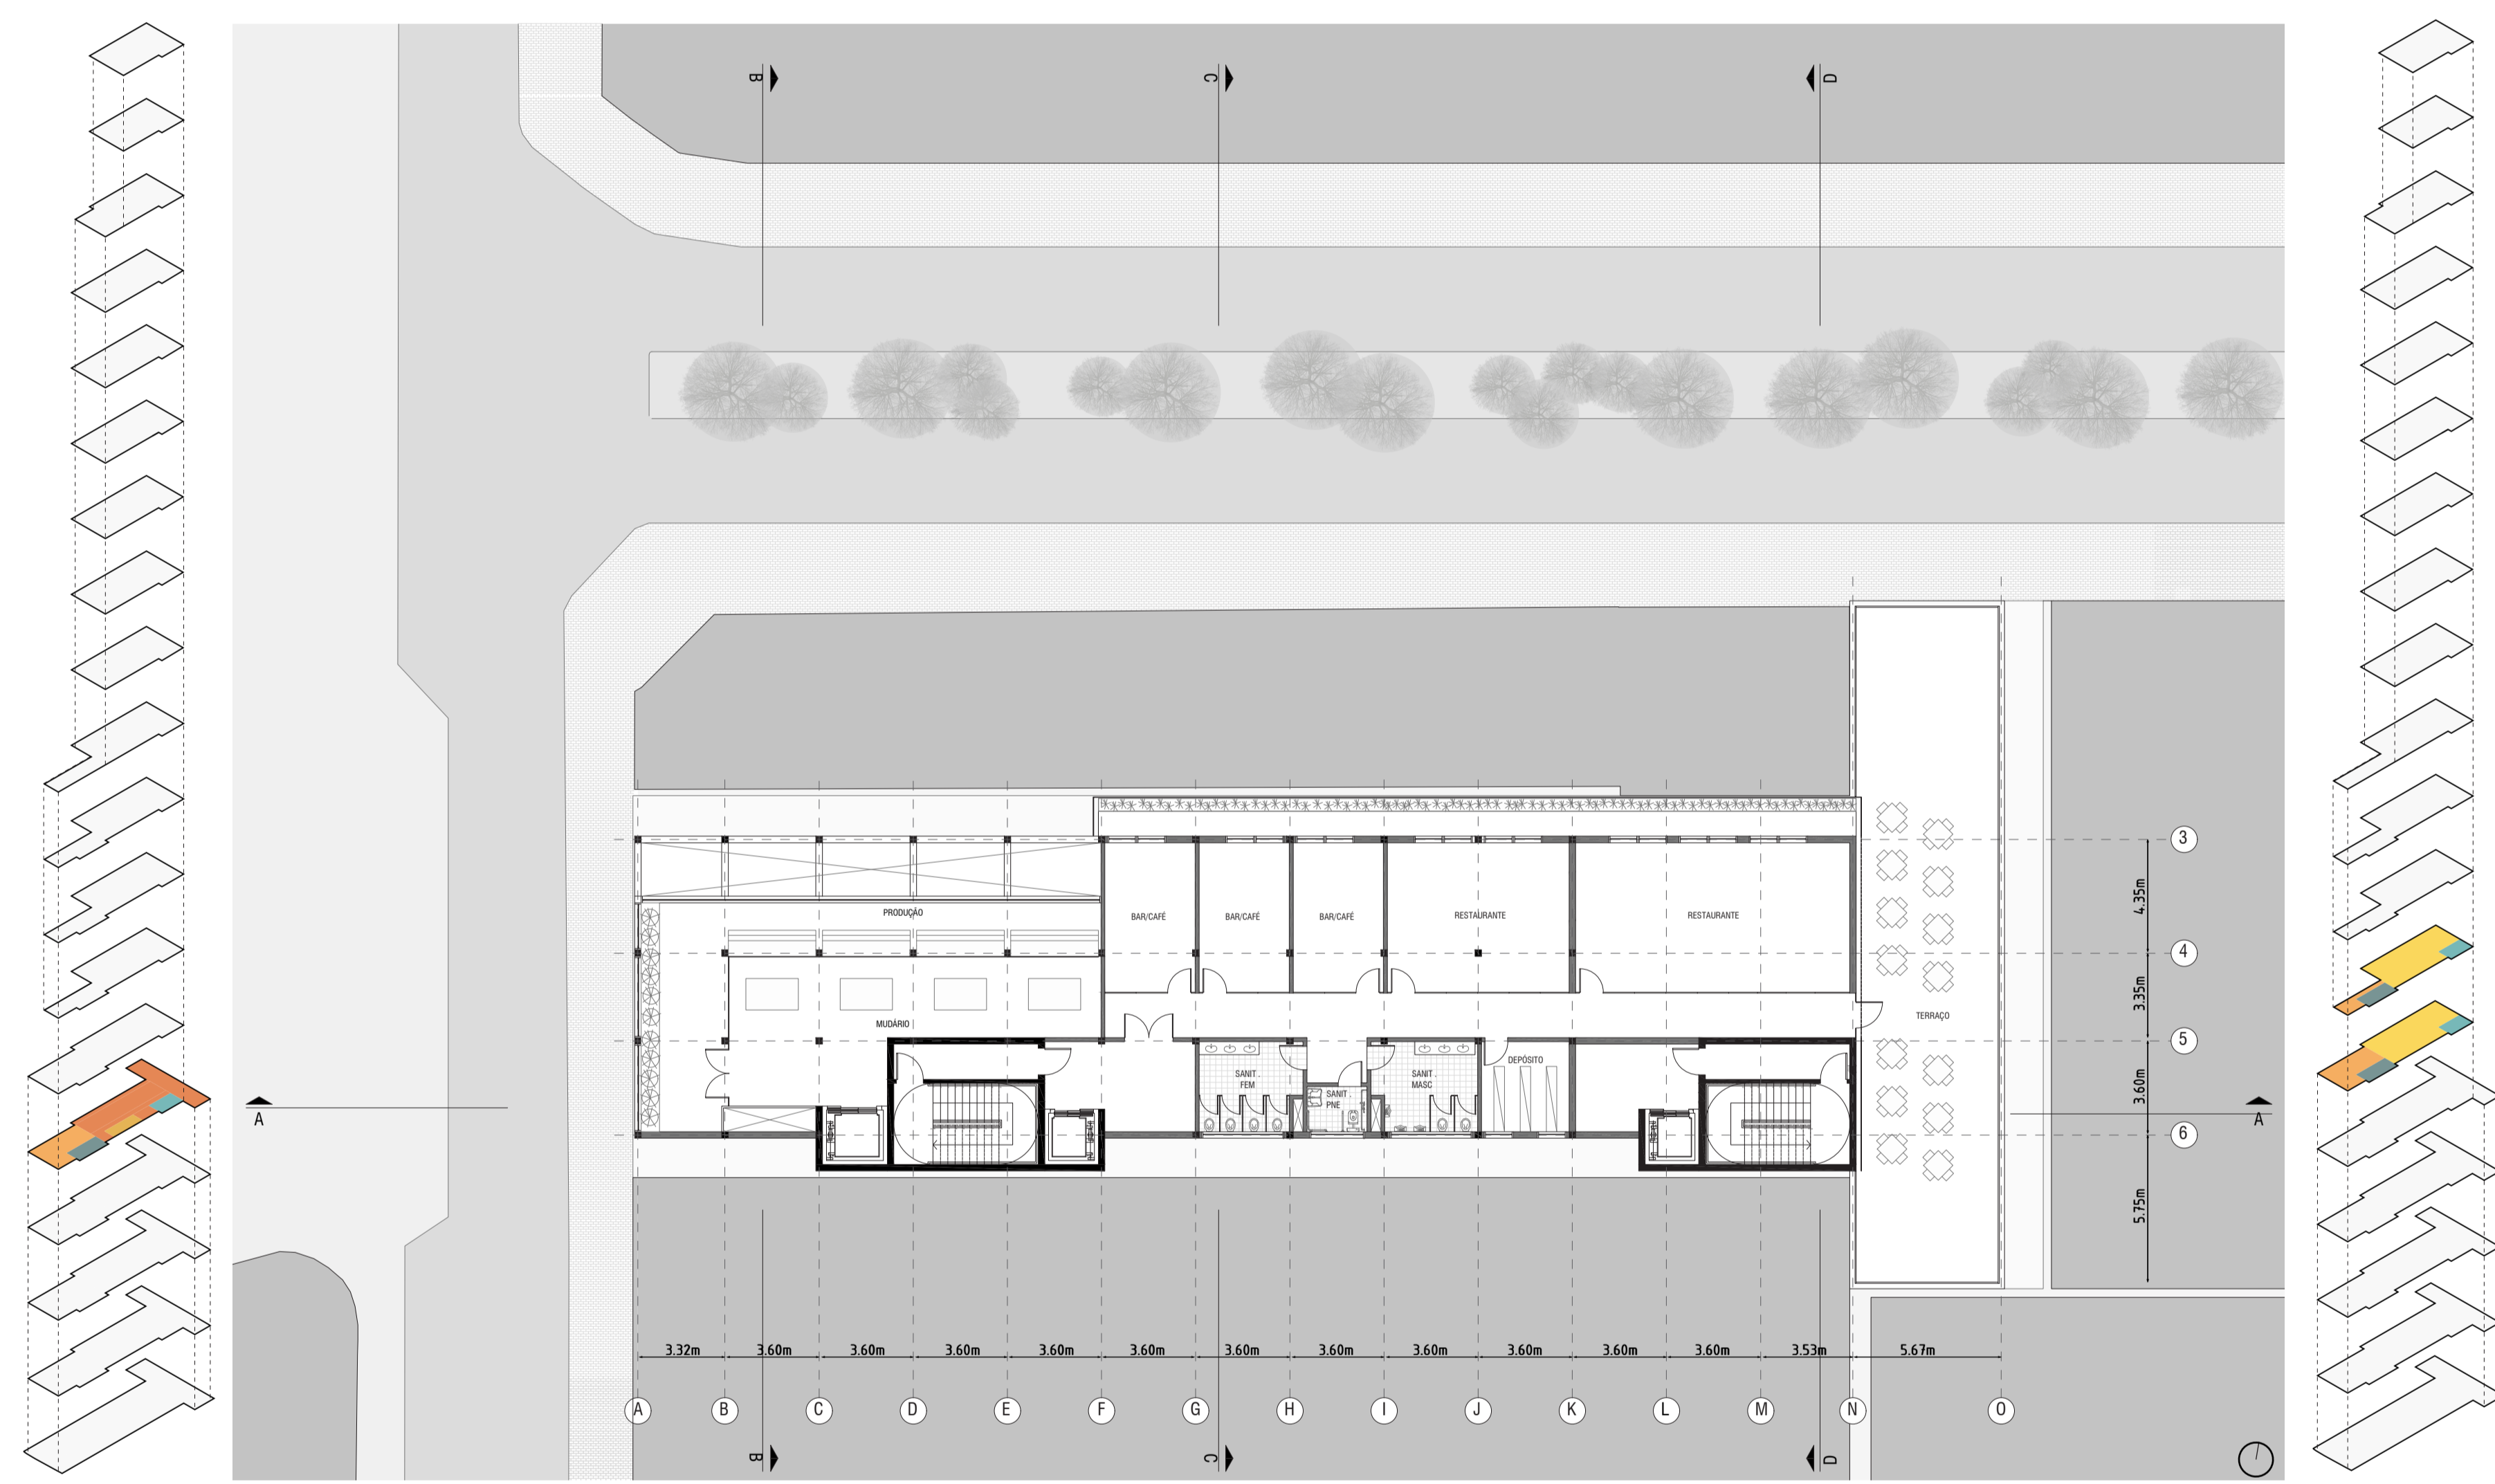 B
C
D
3
4.35m
PRODUÇÃO
BAR/CAFÉ
BAR/CAFÉ
BAR/CAFÉ
RESTAURANTE
RESTAURANTE
4
3.35m
MUDÁRIO
TERRAÇO
5
DEPÓSITO
SANIT.
FEM
SANIT.
MASC
SANIT.
PNE
3.60m
A
A
6
5.75m
3.32m 3.60m 3.60m 3.60m 3.60m 3.60m 3.60m 3.60m 3.60m 3.60m 3.60m 3.60m 3.53m 5.67m
A B C D E F G H I J K L M N O
B
C
D